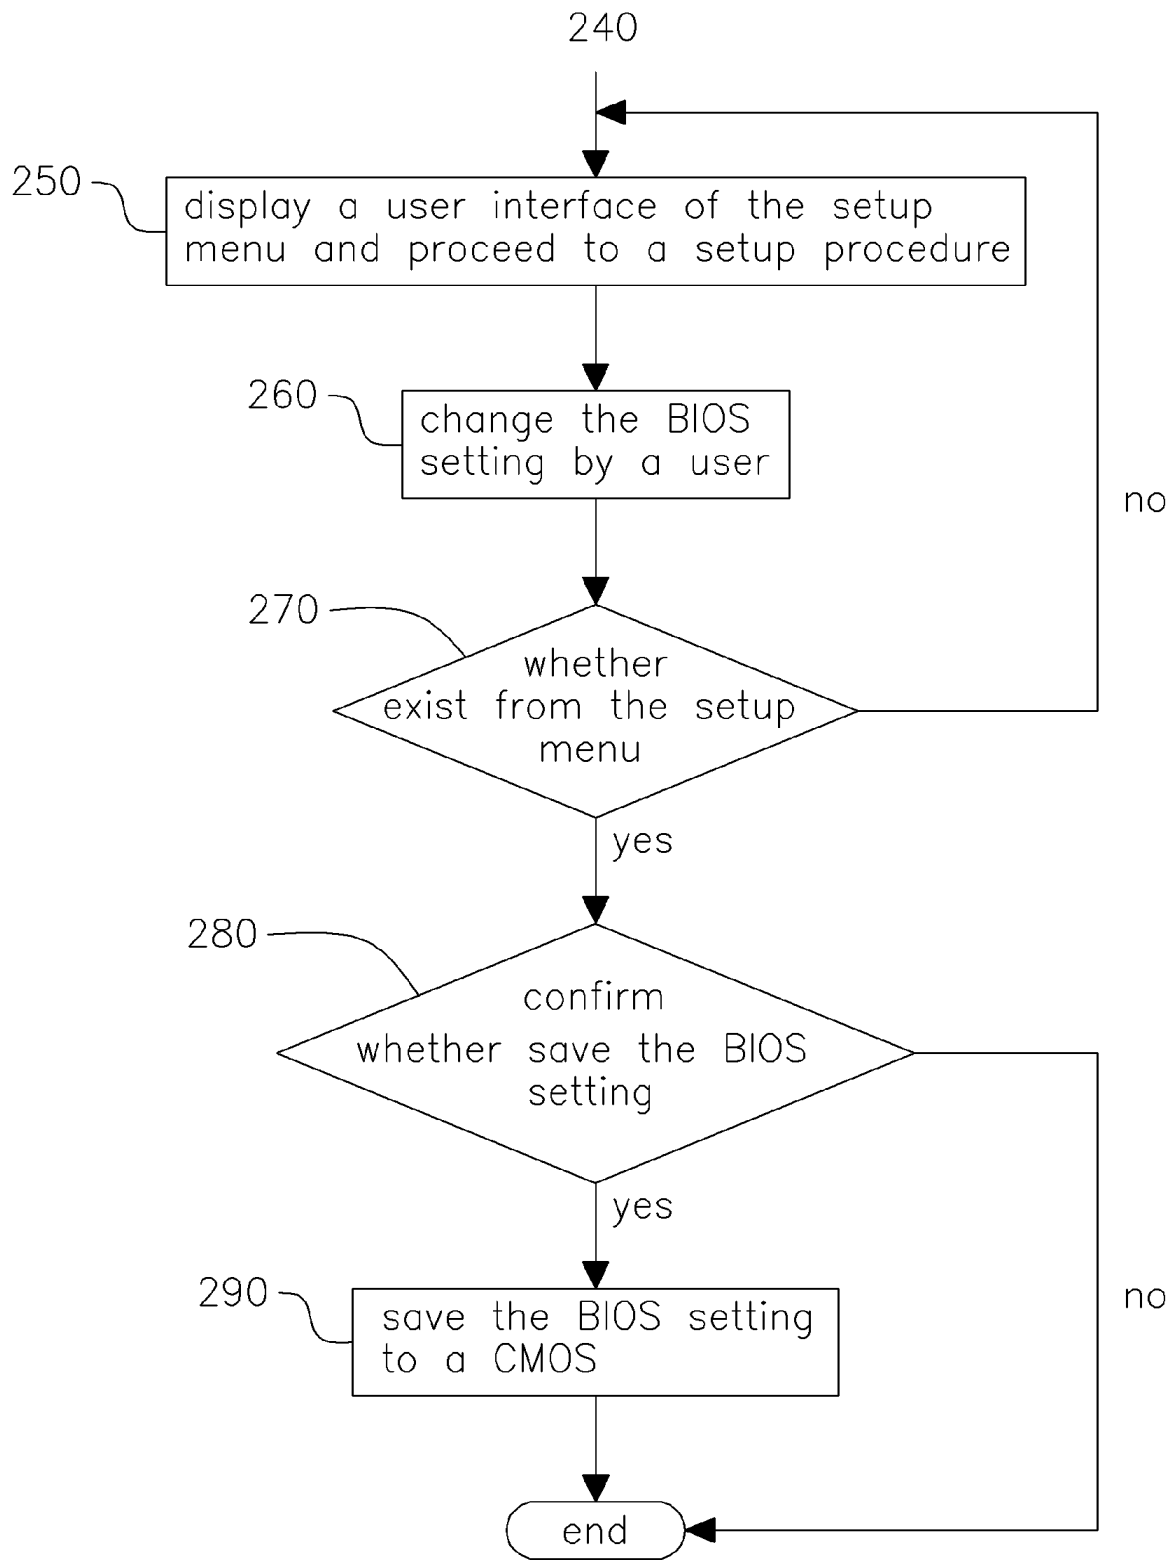 240
250
display a user interface of the setup
menu and proceed to a setup procedure
260
change the BIOS
setting by a user
no
270
whether
exist from the setup
menu
yes
280
confirm
whether save the BIOS
setting
yes
290
save the BIOS setting
to a CMOS
no
end